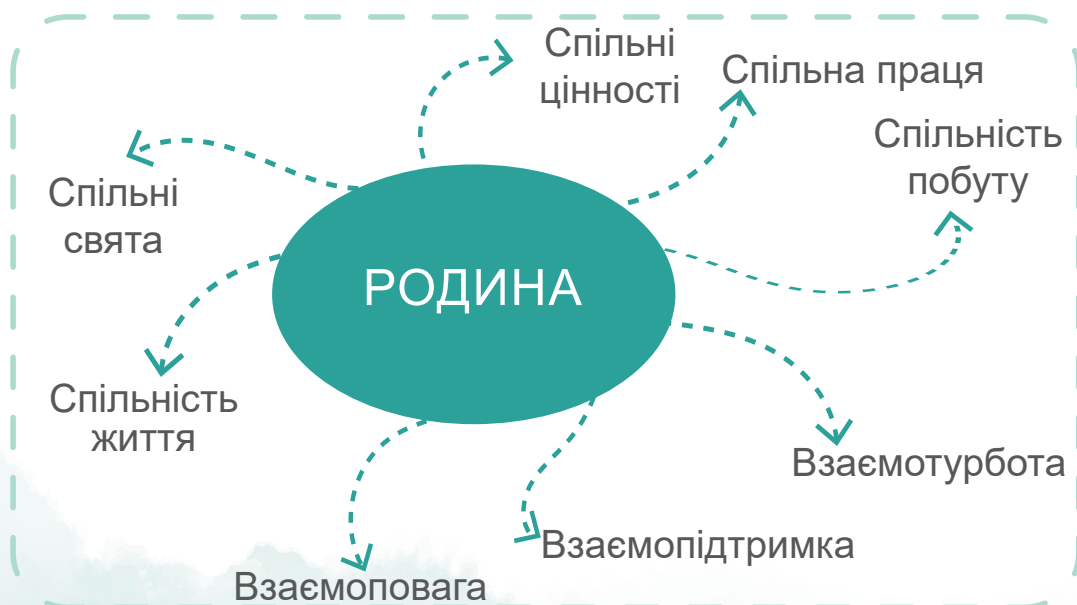 Спільні
цінності
Спільна праця
Спільність
побуту
Спільні
свята
РОДИНА
Спільність
життя
Взаємотурбота
Взаємопідтримка
Взаємоповага